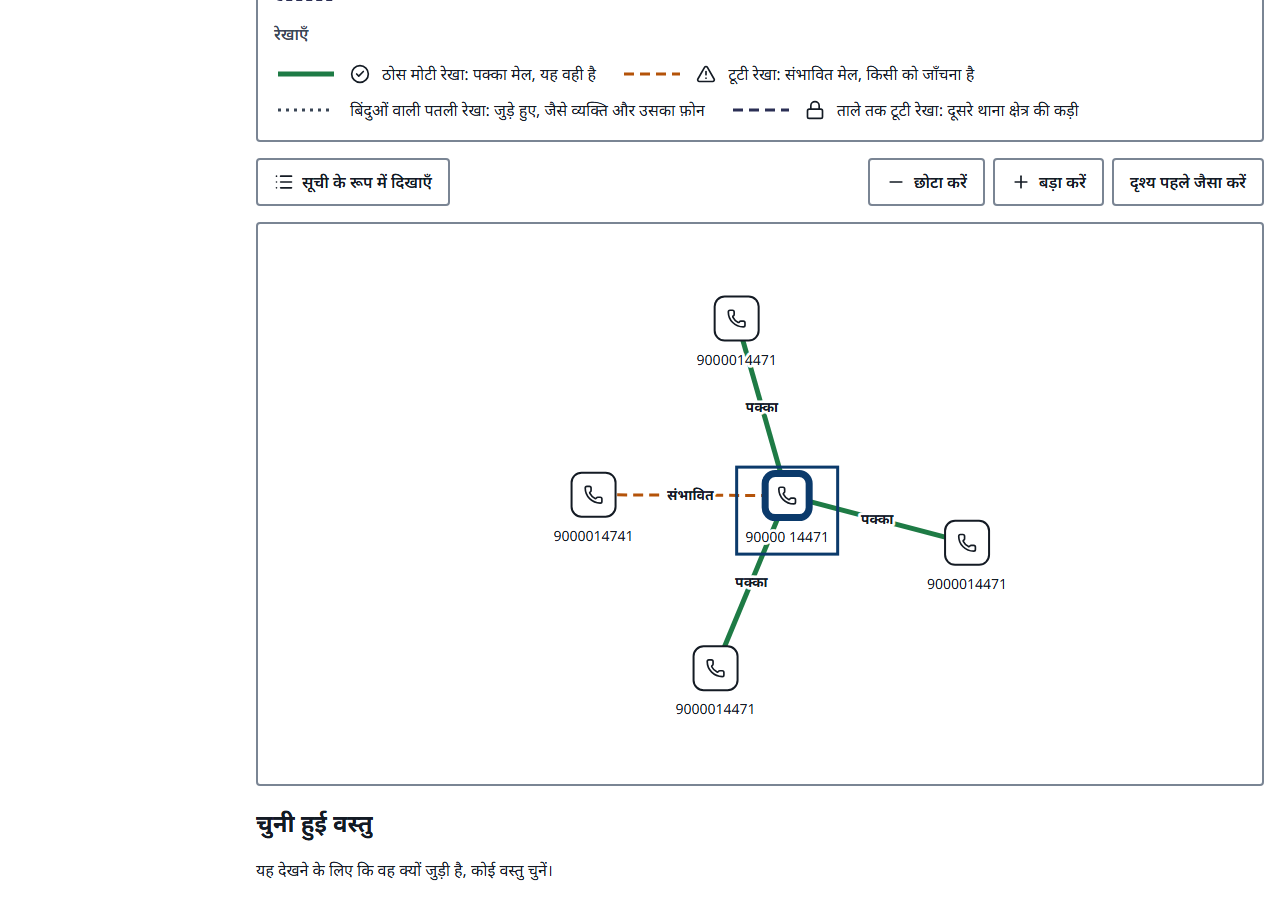 रेखाएँ
ठोस मोटी रेखा: पक्का मेल, यह वही है टूटी रेखा: संभावित मेल, किसी को जाँचना है
बिंदुओं वाली पतली रेखा: जुड़े हुए, जैसे व्यक्ति और उसका फ़ोन ताले तक टूटी रेखा: दूसरे थाना क्षेत्र की कड़ी
सूची के रूप में दिखाएँ छोटा करें बड़ा करें दृश्य पहले जैसा करें
9000014471
पक्का
संभावित
9000014741
90000 14471
पक्का
9000014471
पक्का
9000014471
चुनी हुई वस्तु
यह देखने के लिए कि वह क्यों जुड़ी है, कोई वस्तु चुनें।